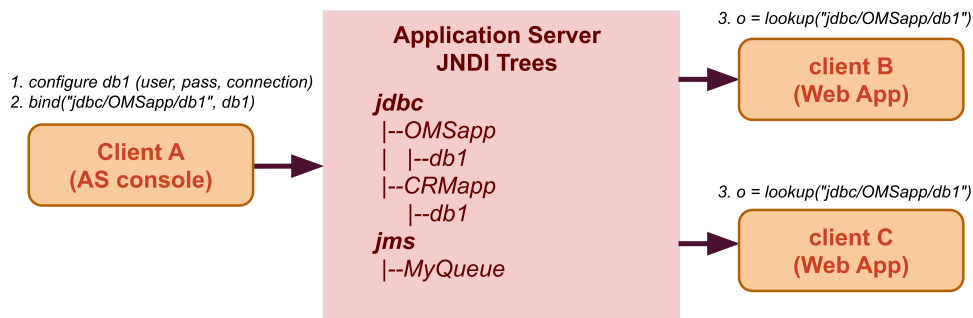 1. configure db1 (user, pass, connection)
2. bind("jdbc/OMSapp/db1", db1)
Client A
(AS console)
Application Server
JNDI Trees
jdbc
|--OMSapp
|   |--db1
|--CRMapp
    |--db1
jms
|--MyQueue
3. o = lookup("jdbc/OMSapp/db1")
client B
(Web App)
3. o = lookup("jdbc/OMSapp/db1")
client C
(Web App)